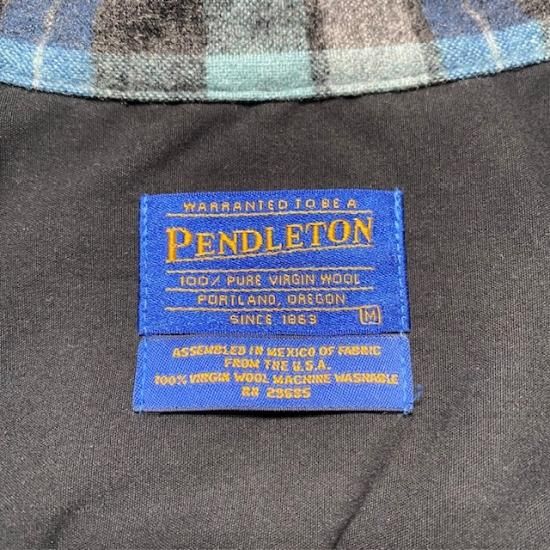 WARRANTED TO BE A
PENDLETON
100% PURE VIRGIN WOOL
PORTLAND, OREGON
SINCE 1863 M
ASSEMBLED IN MEXICO OF FABRIC
FROM THE U.S.A.
100% VIRGIN WOOL MACHINE WASHABLE
RN 29685